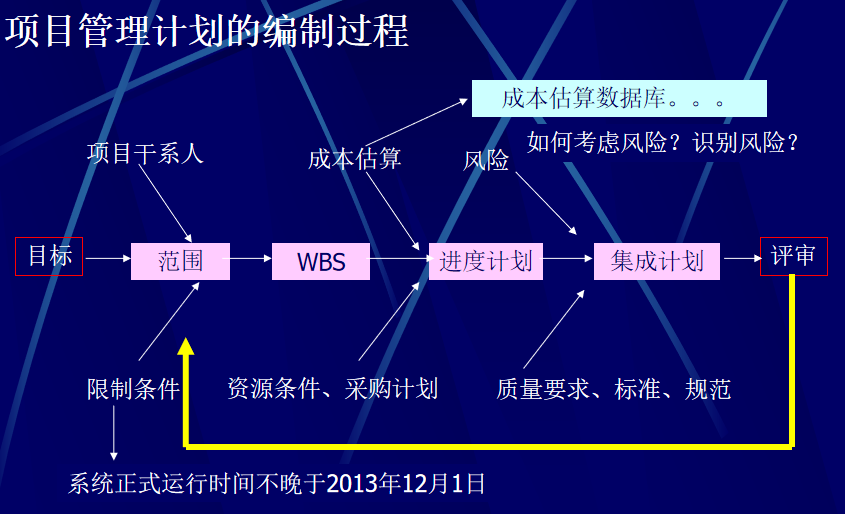 项目管理计划的编制过程
成本估算数据库。。。
如何考虑风险？识别风险？
项目干系人
成本估算
风险
目标
范围
WBS
进度计划
集成计划
评审
限制条件
资源条件、采购计划
质量要求、标准、规范
系统正式运行时间不晚于2013年12月1日